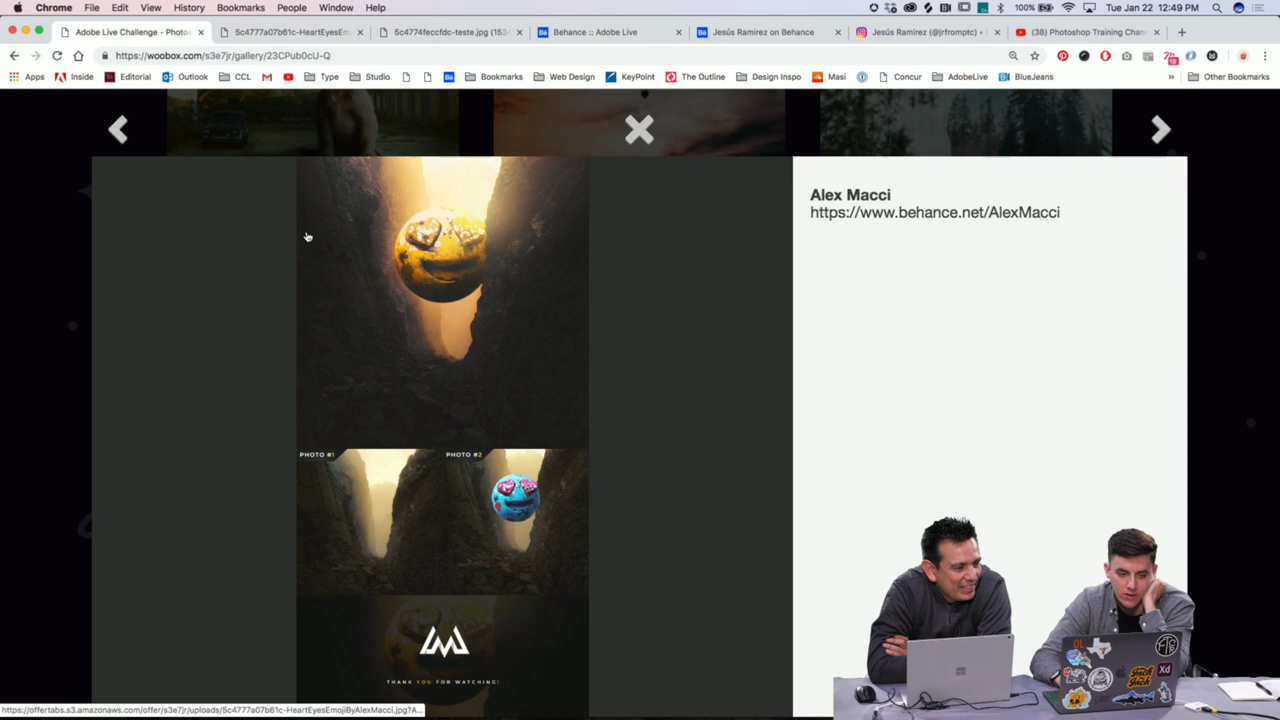 Chrome File Edit View History Bookmarks People Window Help
100% Tue Jan 22 12:49 PM
Adobe Live Challenge - Photos
5c4777a07b61c-HeartEyesEm
5c4774feccfdc-teste.jpg (1534
Behance :: Adobe Live
Jesús Ramirez on Behance
Jesús Ramirez (@jrfromptc) •
(38) Photoshop Training Chan
https://woobox.com/s3e7jr/gallery/23CPub0cU-Q
Apps Inside Editorial Outlook CCL Type Studio Bookmarks Web Design KeyPoint The Outline Design Inspo Masi Concur AdobeLive BlueJeans » Other Bookmarks
Alex Macci
https://www.behance.net/AlexMacci
PHOTO #1
PHOTO #2
THANK YOU FOR WATCHING!
https://offertabs.s3.amazonaws.com/offer/s3e7jr/uploads/5c4777a07b61c-HeartEyesEmojiByAlexMacci.jpg?A...
Xd